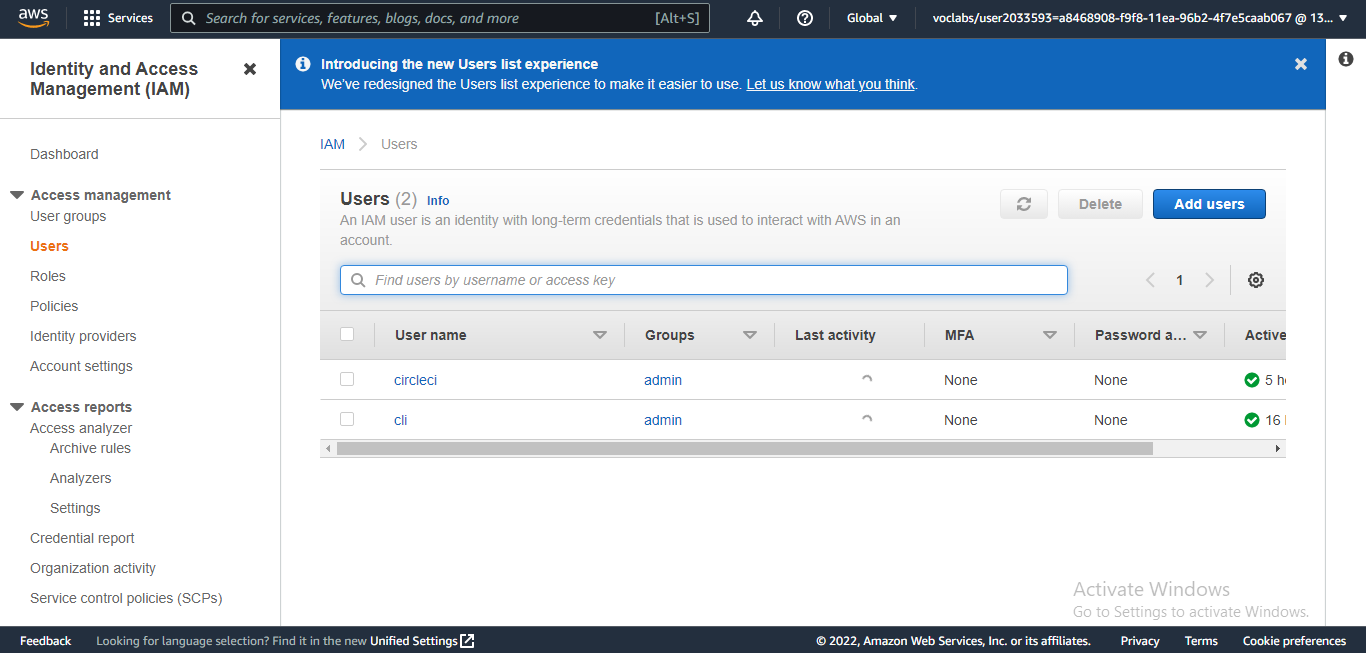 aws
Services
Search for services, features, blogs, docs, and more
[Alt+S]
Global
voclabs/user2033593=a8468908-f9f8-11ea-96b2-4f7e5caab067 @ 13...
Identity and Access
Management (IAM)
Dashboard
Access management
User groups
Users
Roles
Policies
Identity providers
Account settings
Access reports
Access analyzer
Archive rules
Analyzers
Settings
Credential report
Organization activity
Service control policies (SCPs)
Introducing the new Users list experience
We've redesigned the Users list experience to make it easier to use. Let us know what you think.
IAM
Users
Users (2) Info
An IAM user is an identity with long-term credentials that is used to interact with AWS in an
account.
Delete
Add users
Find users by username or access key
1
User name Groups Last activity MFA Password a... Active
circleci admin None None 5 h
cli admin None None 16
Activate Windows
Go to Settings to activate Windows.
Feedback
Looking for language selection? Find it in the new Unified Settings
© 2022, Amazon Web Services, Inc. or its affiliates.
Privacy
Terms
Cookie preferences